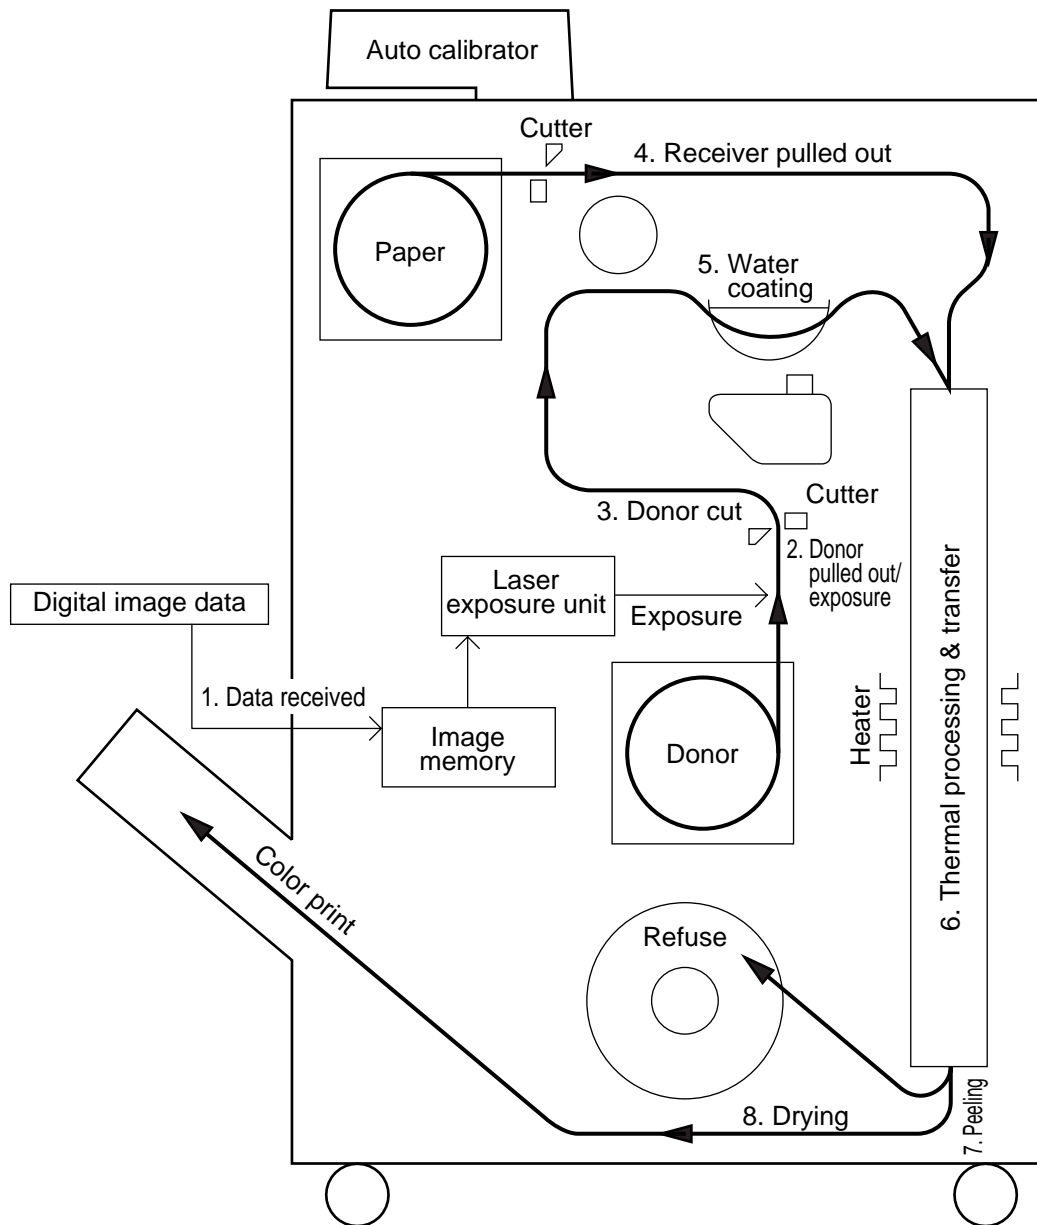 Auto calibrator
Cutter
4. Receiver pulled out
Paper
5. Water
coating
Cutter
3. Donor cut
2. Donor
pulled out/
exposure
Laser
exposure unit
Exposure
Digital image data
1. Data received
Image
memory
Donor
Heater
6. Thermal processing & transfer
Color print
Refuse
8. Drying
7. Peeling